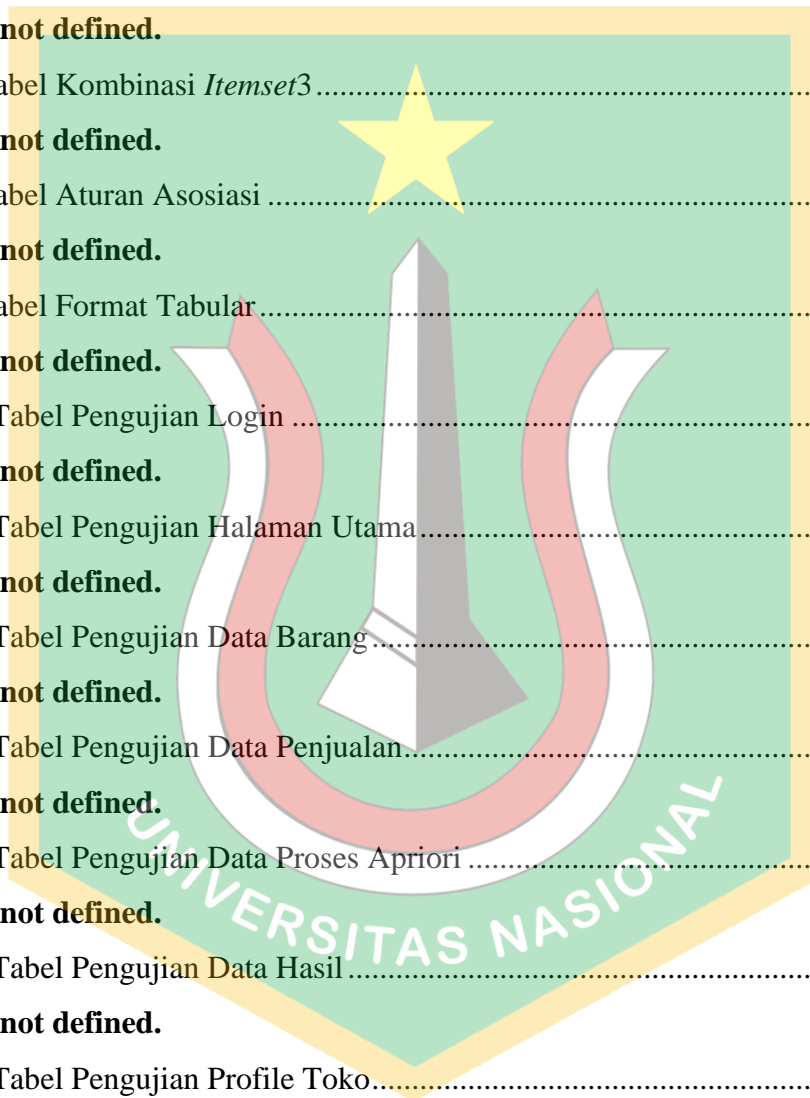 not defined.
abel Kombinasi Itemset3..............................................................
not defined.
abel Aturan Asosiasi ....................................................................
not defined.
abel Format Tabular......................................................................
not defined.
Tabel Pengujian Login .................................................................
not defined.
Tabel Pengujian Halaman Utama.................................................
not defined.
Tabel Pengujian Data Barang.......................................................
not defined.
Tabel Pengujian Data Penjualan...................................................
not defined.
Tabel Pengujian Data Proses Apriori ...........................................
not defined.
Tabel Pengujian Data Hasil..........................................................
not defined.
Tabel Pengujian Profile Toko.......................................................
UNIVERSITAS NASIONAL